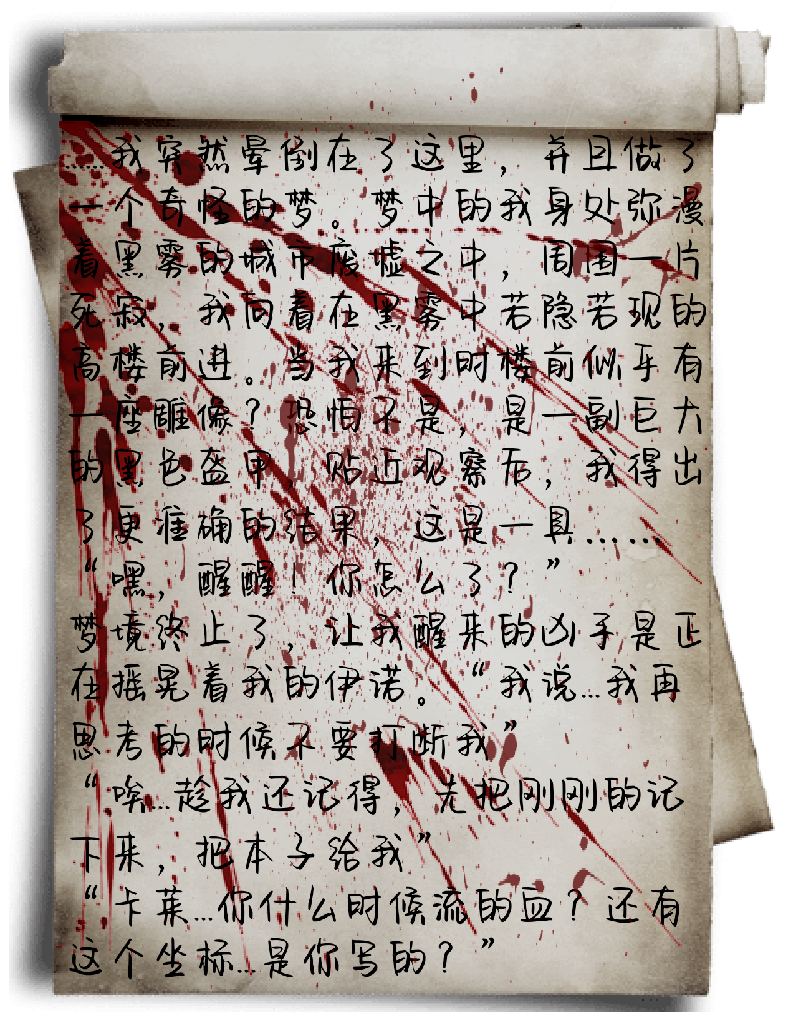 ……我突然晕倒在了这里，并且做了
一个奇怪的梦。梦中的我身处弥漫
着黑雾的城市废墟之中，周围一片
死寂，我向着在黑雾中若隐若现的
高楼前进。当我来到时楼前似乎有
一座雕像？恐怕不是，是一副巨大
的黑色盔甲，贴近观察后，我得出
了更准确的结果，这是一具……
“嘿，醒醒！你怎么了？”
梦境终止了，让我醒来的凶手是正
在摇晃着我的伊诺。“我说...我再
思考的时候不要打断我”
“唉...趁我还记得，先把刚刚的记
下来，把本子给我”
“卡莱...你什么时候流的血？还有
这个坐标...是你写的？”